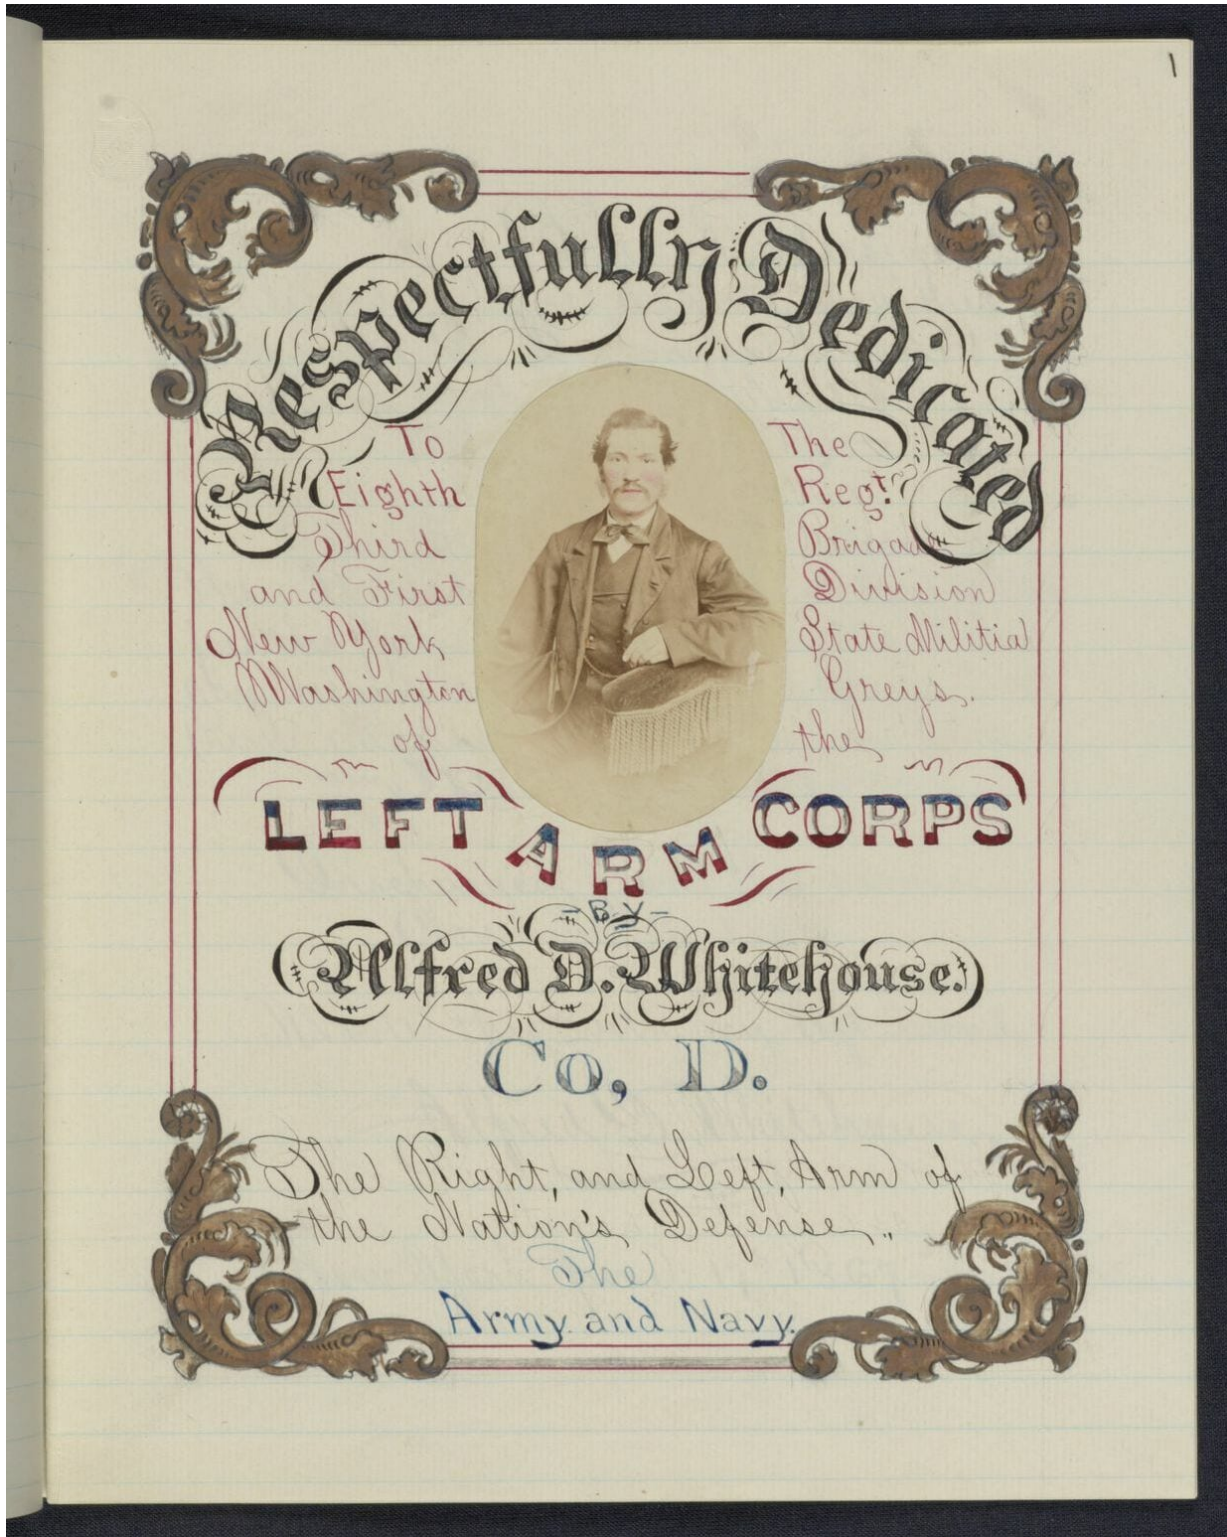 1
Respectfully Dedicated
To The
Eighth Regt.
Third Brigade
and First Division
New York State Militia
Washington Greys.
of the
LEFT ARM CORPS
-BY-
Alfred D. Whitehouse.
Co, D.
The Right, and Left, Arm of
the Nation's Defense.,
The
Army and Navy.